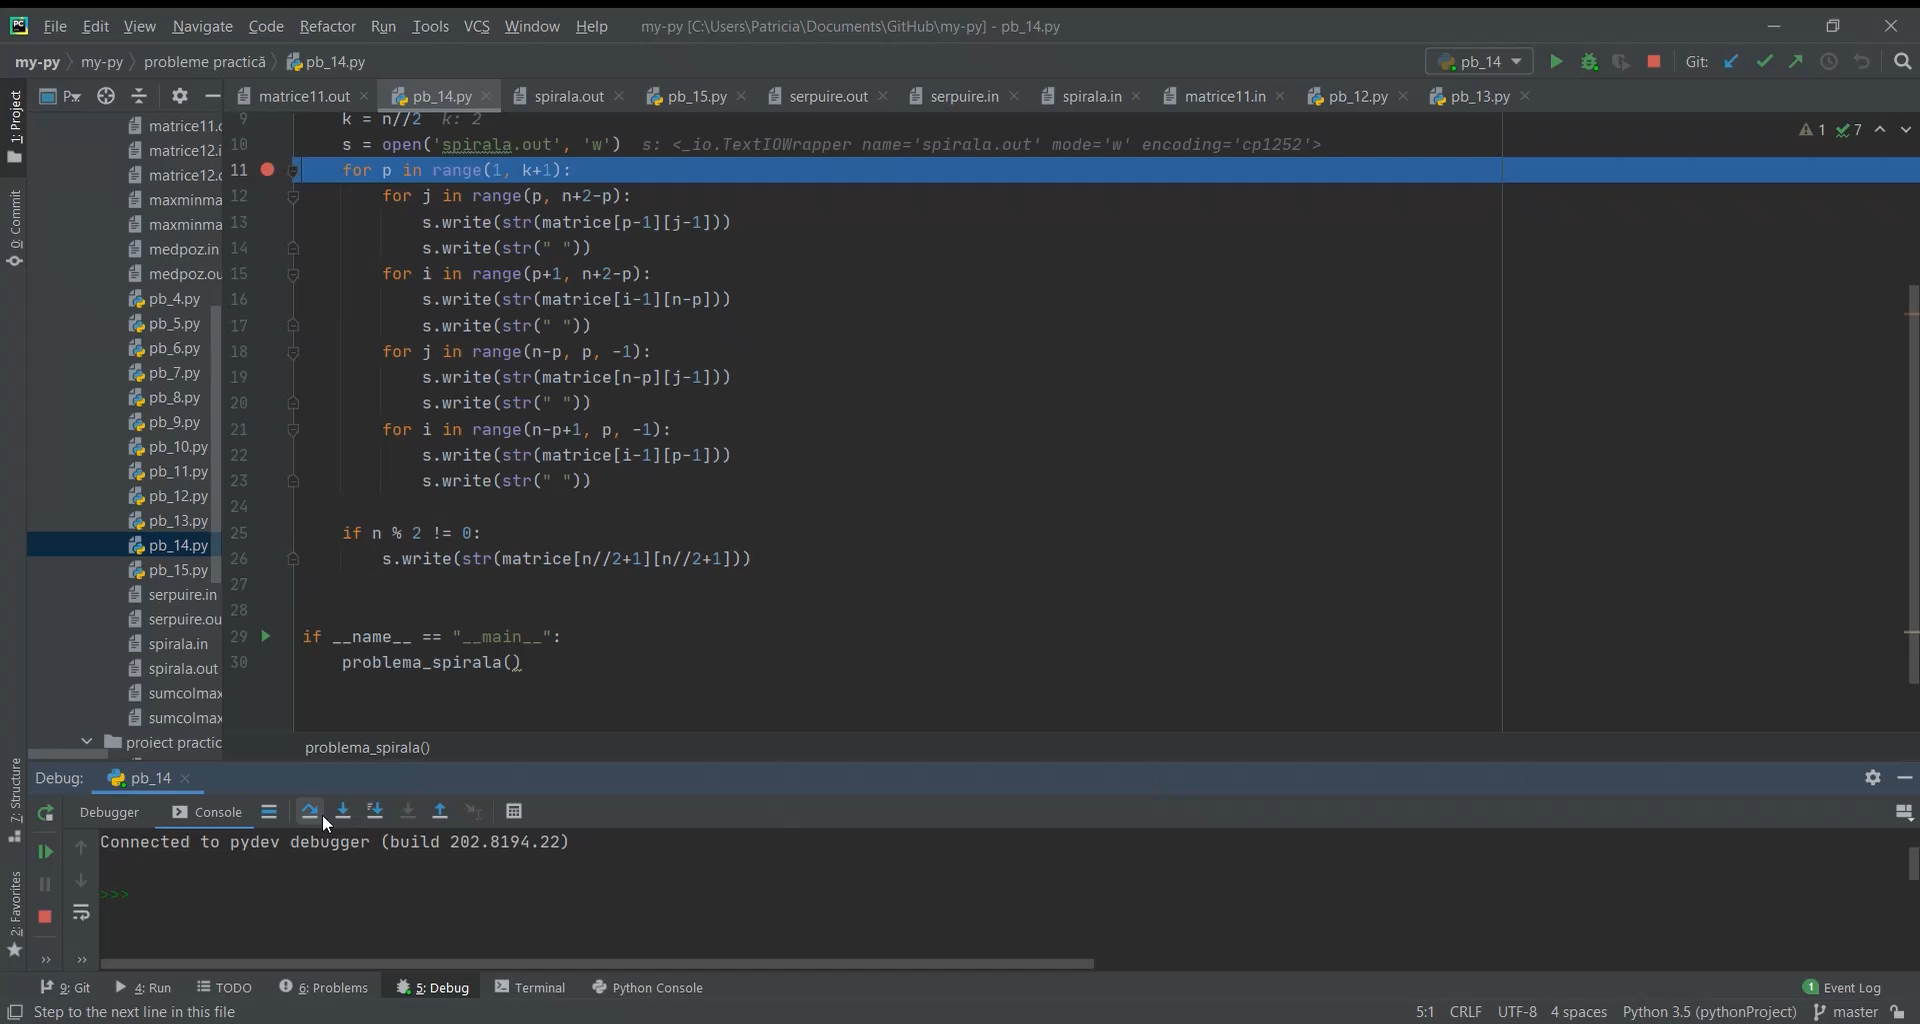 File Edit View Navigate Code Refactor Run Tools VCS Window Help my-py [C:\Users\Patricia\Documents\GitHub\my-py] - pb_14.py
my-py my-py probleme practică pb_14.py pb_14 Git:
P matrice11.out pb_14.py spirala.out pb_15.py serpuire.out serpuire.in spirala.in matrice11.in pb_12.py pb_13.py
1: Project
0: Commit
7: Structure
2: Favorites
matrice11.o
matrice12.i
matrice12.o
maxminma
maxminma
medpoz.in
medpoz.ou
pb_4.py
pb_5.py
pb_6.py
pb_7.py
pb_8.py
pb_9.py
pb_10.py
pb_11.py
pb_12.py
pb_13.py
pb_14.py
pb_15.py
serpuire.in
serpuire.ou
spirala.in
spirala.out
sumcolmax
sumcolmax
proiect practic
1 7
9 k = n//2 k: 2
10 s = open('spirala.out', 'w') s: <_io.TextIOWrapper name='spirala.out' mode='w' encoding='cp1252'>
11 for p in range(1, k+1):
12 for j in range(p, n+2-p):
13 s.write(str(matrice[p-1][j-1]))
14 s.write(str(" "))
15 for i in range(p+1, n+2-p):
16 s.write(str(matrice[i-1][n-p]))
17 s.write(str(" "))
18 for j in range(n-p, p, -1):
19 s.write(str(matrice[n-p][j-1]))
20 s.write(str(" "))
21 for i in range(n-p+1, p, -1):
22 s.write(str(matrice[i-1][p-1]))
23 s.write(str(" "))
24
25 if n % 2 != 0:
26 s.write(str(matrice[n//2+1][n//2+1]))
27
28
29 if __name__ == "__main__":
30 problema_spirala()
problema_spirala()
Debug: pb_14
Debugger Console
Connected to pydev debugger (build 202.8194.22)
>>>
9: Git 4: Run TODO 6: Problems 5: Debug Terminal Python Console 1 Event Log
Step to the next line in this file 5:1 CRLF UTF-8 4 spaces Python 3.5 (pythonProject) master